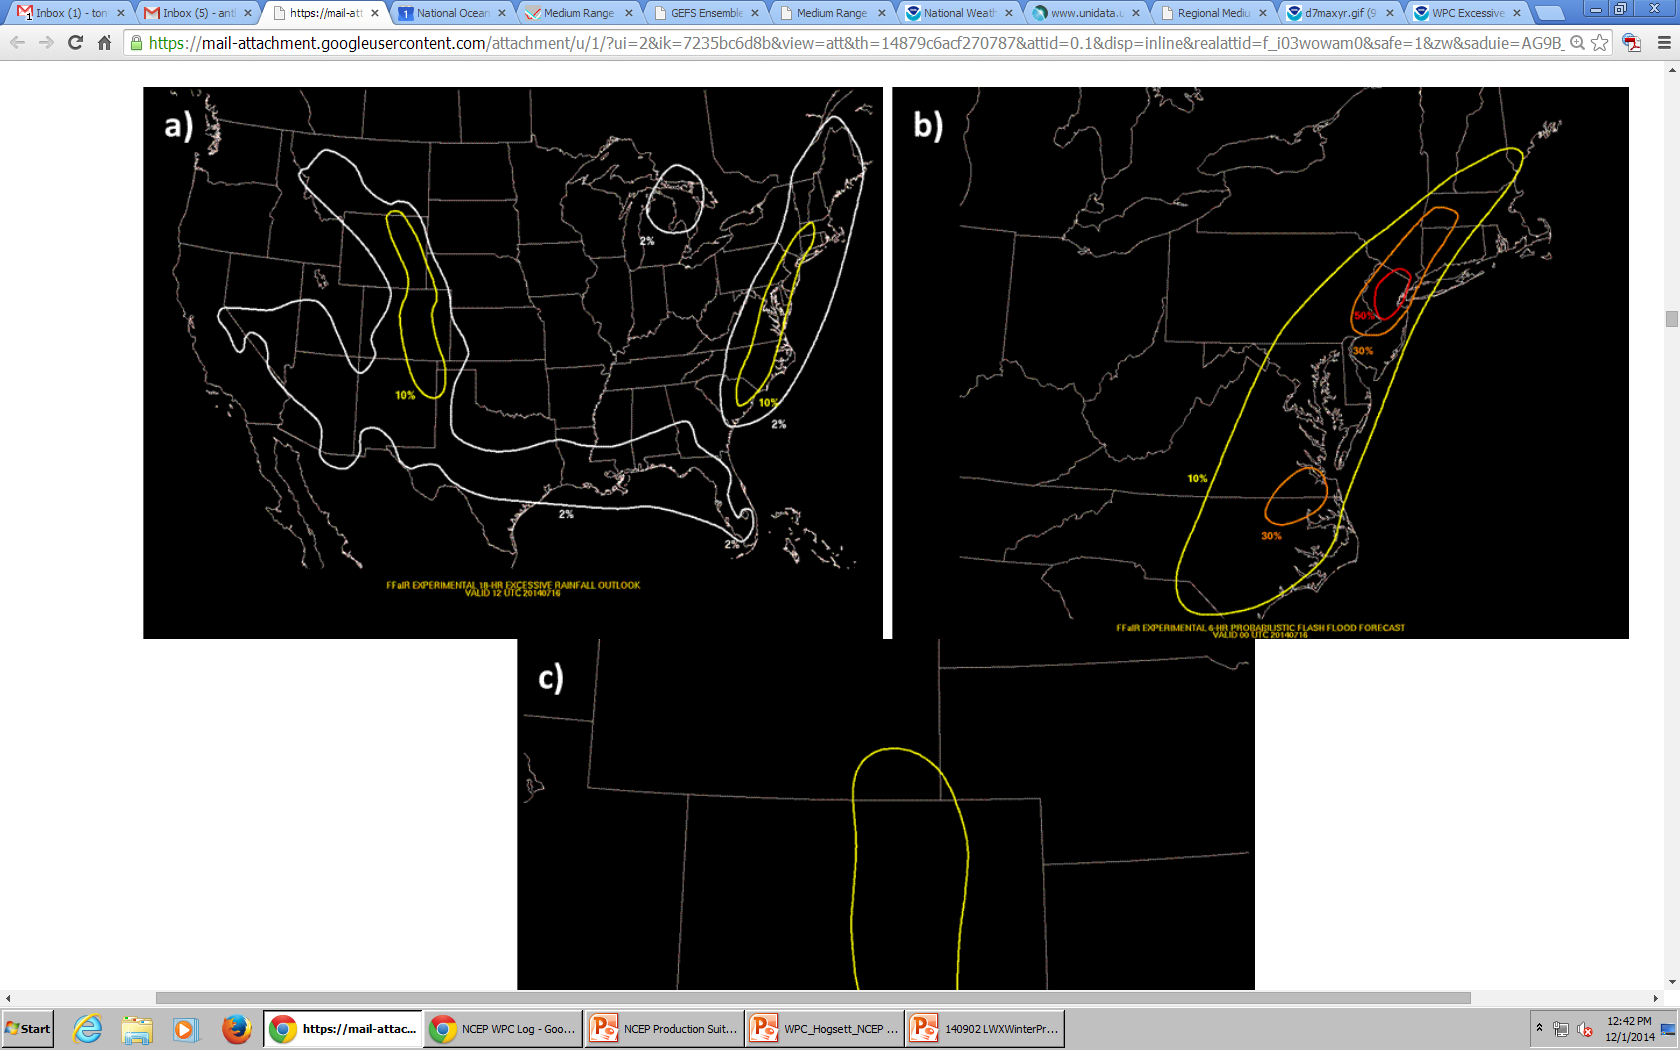 Inbox (1) - tom
Inbox (5) - anth
https://mail-att
National Ocean
Medium Range
GEFS Ensemble
Medium Range
National Weath
www.unidata.u
Regional Mediu
d7maxyr.gif (9
WPC Excessive
https://mail-attachment.googleusercontent.com/attachment/u/1/?ui=2&ik=7235bc6d8b&view=att&th=14879c6acf270787&attid=0.1&disp=inline&realattid=f_i03wowam0&safe=1&zw&saduie=AG9B_
a)
2%
10%
10%
2%
2%
2%
FFaIR EXPERIMENTAL 18-HR EXCESSIVE RAINFALL OUTLOOK
VALID 12 UTC 20140716
b)
50%
30%
10%
30%
FFaIR EXPERIMENTAL 6-HR PROBABILISTIC FLASH FLOOD FORECAST
VALID 00 UTC 20140716
c)
Start
https://mail-attac...
NCEP WPC Log - Goo...
NCEP Production Suit...
WPC_Hogsett_NCEP ...
140902 LWXWinterPr...
12:42 PM
12/1/2014